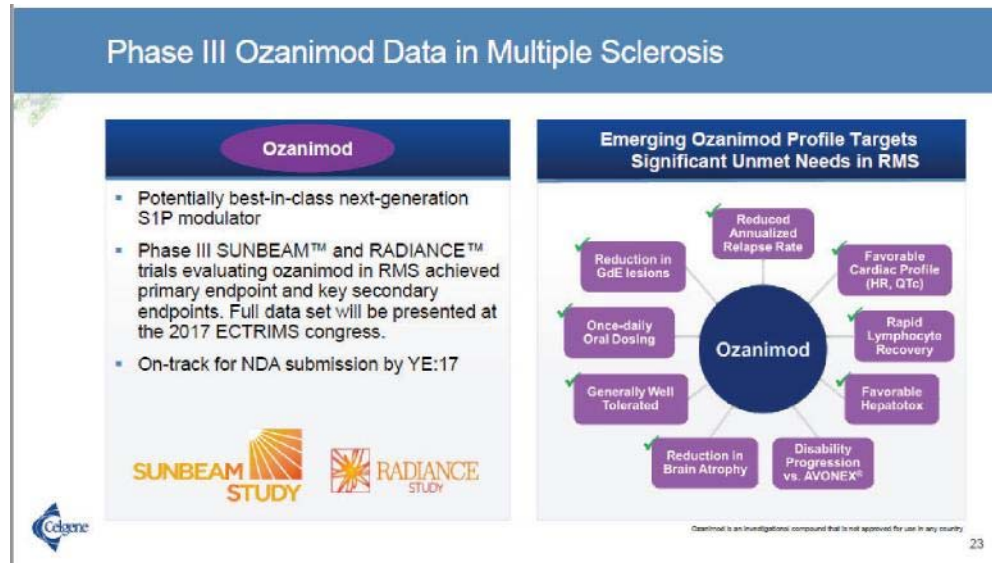 Phase III Ozanimod Data in Multiple Sclerosis
Ozanimod
▪ Potentially best-in-class next-generation
S1P modulator
▪ Phase III SUNBEAM™ and RADIANCE™
trials evaluating ozanimod in RMS achieved
primary endpoint and key secondary
endpoints. Full data set will be presented at
the 2017 ECTRIMS congress.
▪ On-track for NDA submission by YE:17
SUNBEAM
STUDY
RADIANCE
STUDY
Emerging Ozanimod Profile Targets
Significant Unmet Needs in RMS
Reduced
Annualized
Relapse Rate
Reduction in
GdE lesions
Favorable
Cardiac Profile
(HR, QTc)
Once-daily
Oral Dosing
Ozanimod
Rapid
Lymphocyte
Recovery
Generally Well
Tolerated
Favorable
Hepatotox
Reduction in
Brain Atrophy
Disability
Progression
vs. AVONEX®
Celgene
Ozanimod is an investigational compound that is not approved for use in any country
23